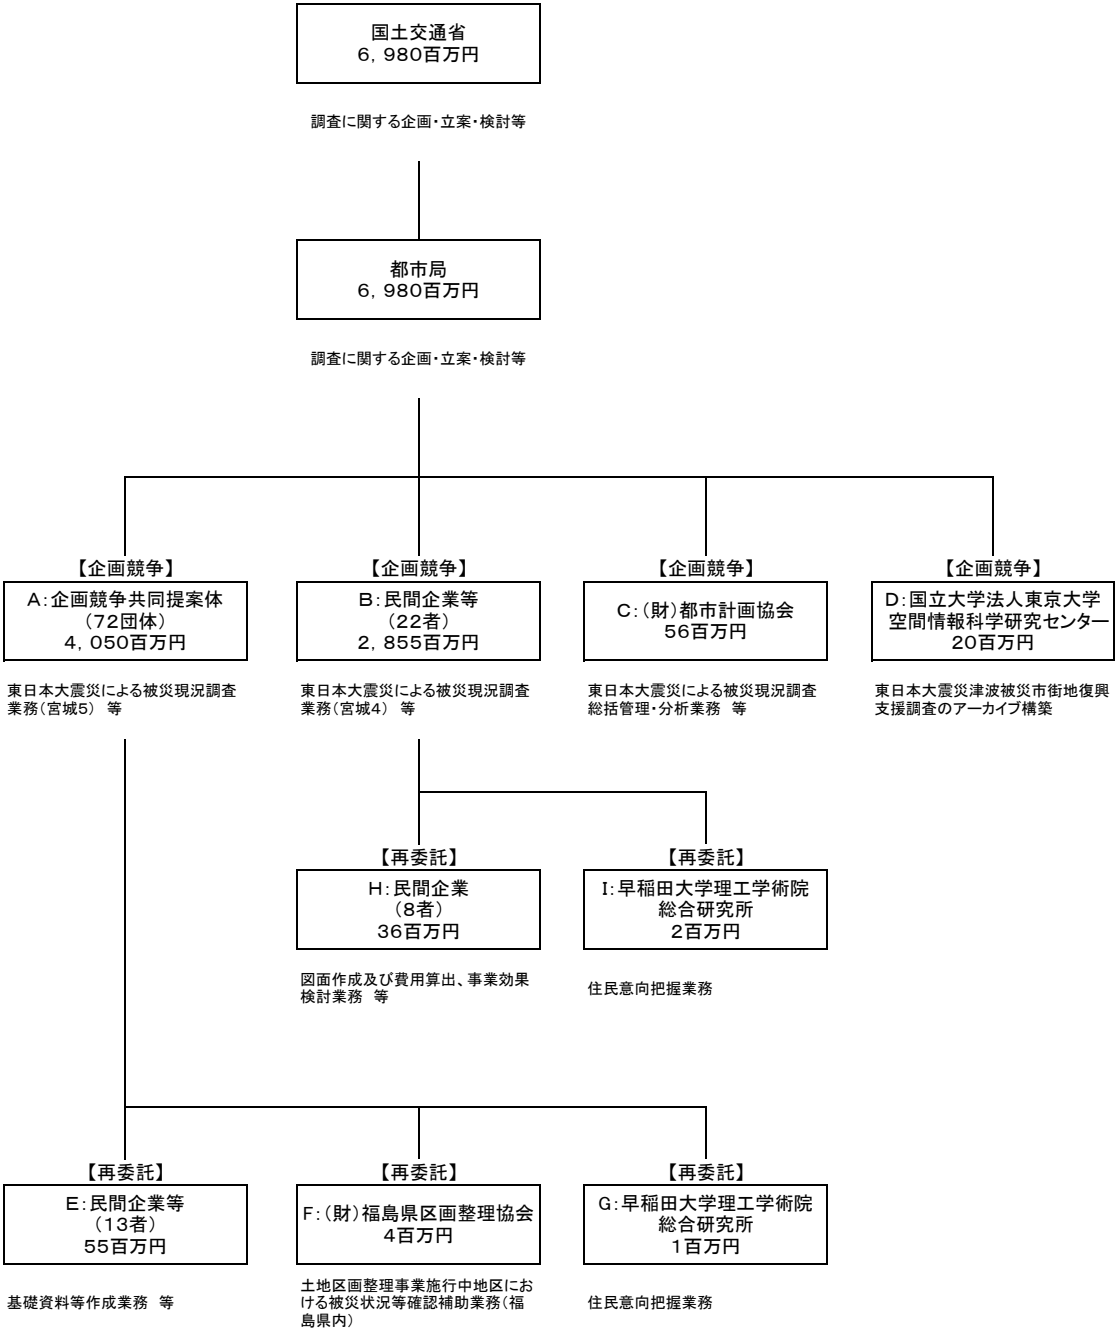 国土交通省
６，９８０百万円
調査に関する企画・立案・検討等
都市局
６，９８０百万円
調査に関する企画・立案・検討等
【企画競争】
A：企画競争共同提案体
（７２団体）
４，０５０百万円
東日本大震災による被災現況調査
業務（宮城５）　等
【企画競争】
B：民間企業等
（２２者）
２，８５５百万円
東日本大震災による被災現況調査
業務（宮城４）　等
【企画競争】
C：（財）都市計画協会
５６百万円
東日本大震災による被災現況調査
総括管理・分析業務　等
【企画競争】
D：国立大学法人東京大学
空間情報科学研究センター
２０百万円
東日本大震災津波被災市街地復興
支援調査のアーカイブ構築
【再委託】
H：民間企業
（８者）
３６百万円
図面作成及び費用算出、事業効果
検討業務　等
【再委託】
I：早稲田大学理工学術院
総合研究所
２百万円
住民意向把握業務
【再委託】
E：民間企業等
（１３者）
５５百万円
基礎資料等作成業務　等
【再委託】
F：（財）福島県区画整理協会
４百万円
土地区画整理事業施行中地区にお
ける被災状況等確認補助業務（福
島県内）
【再委託】
G：早稲田大学理工学術院
総合研究所
１百万円
住民意向把握業務